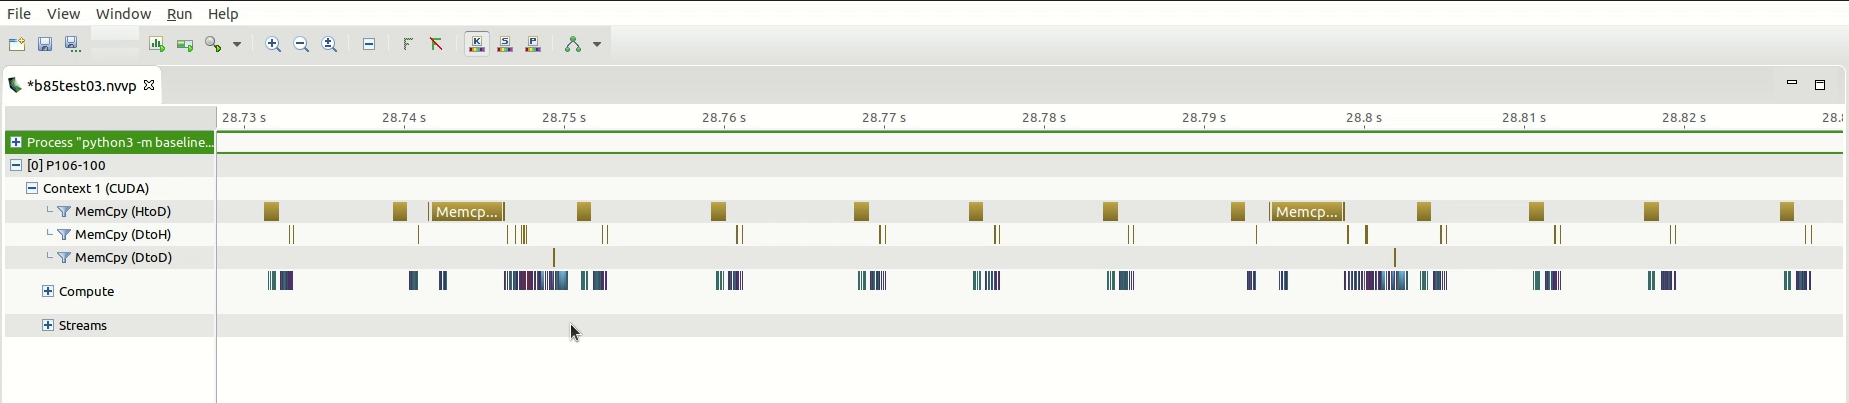 File View Window Run Help
*b85test03.nvvp
28.73 s 28.74 s 28.75 s 28.76 s 28.77 s 28.78 s 28.79 s 28.8 s 28.81 s 28.82 s 28.8
Process "python3 -m baseline...
[0] P106-100
Context 1 (CUDA)
MemCpy (HtoD) Memcp... Memcp...
MemCpy (DtoH)
MemCpy (DtoD)
Compute
Streams